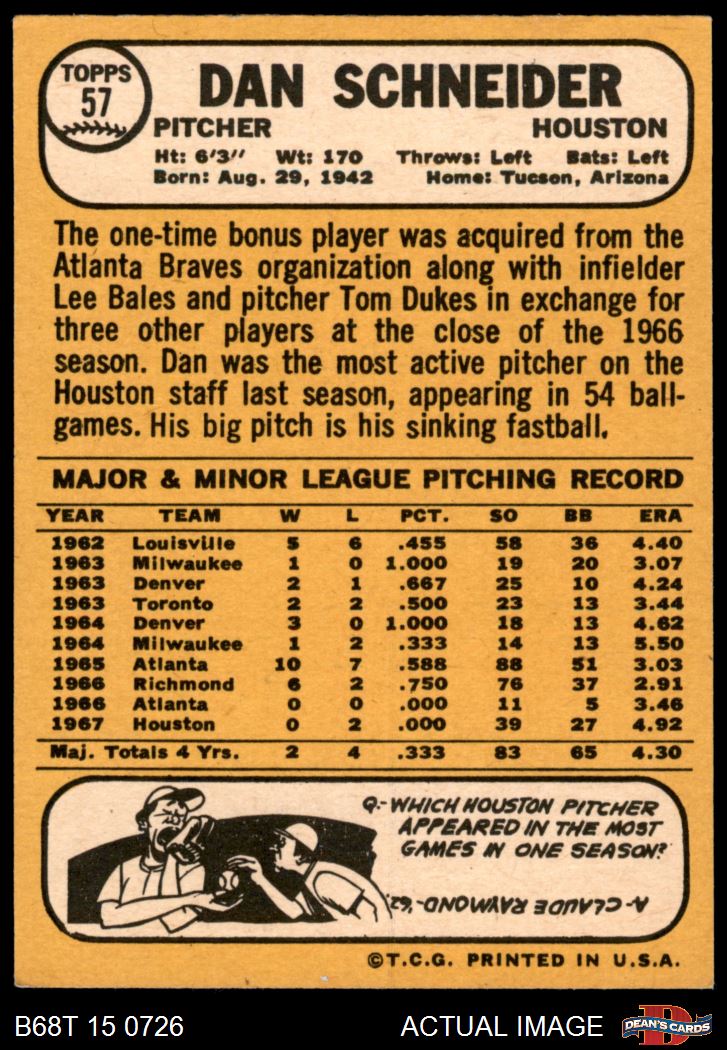 TOPPS
57
DAN SCHNEIDER
PITCHER HOUSTON
Ht: 6'3" Wt: 170 Throws: Left Bats: Left
Born: Aug. 29, 1942 Home: Tucson, Arizona
The one-time bonus player was acquired from the
Atlanta Braves organization along with infielder
Lee Bales and pitcher Tom Dukes in exchange for
three other players at the close of the 1966
season. Dan was the most active pitcher on the
Houston staff last season, appearing in 54 ball-
games. His big pitch is his sinking fastball.
MAJOR & MINOR LEAGUE PITCHING RECORD
YEAR TEAM W L PCT. SO BB ERA
1962 Louisville 5 6 .455 58 36 4.40
1963 Milwaukee 1 0 1.000 19 20 3.07
1963 Denver 2 1 .667 25 10 4.24
1963 Toronto 2 2 .500 23 13 3.44
1964 Denver 3 0 1.000 18 13 4.62
1964 Milwaukee 1 2 .333 14 13 5.50
1965 Atlanta 10 7 .588 88 51 3.03
1966 Richmond 6 2 .750 76 37 2.91
1966 Atlanta 0 0 .000 11 5 3.46
1967 Houston 0 2 .000 39 27 4.92
Maj. Totals 4 Yrs. 2 4 .333 83 65 4.30
Q.- WHICH HOUSTON PITCHER
APPEARED IN THE MOST
GAMES IN ONE SEASON?
A- CLAUDE RAYMOND-'62.
©T.C.G. PRINTED IN U.S.A.
B68T 15 0726 ACTUAL IMAGE
D
DEAN'S CARDS